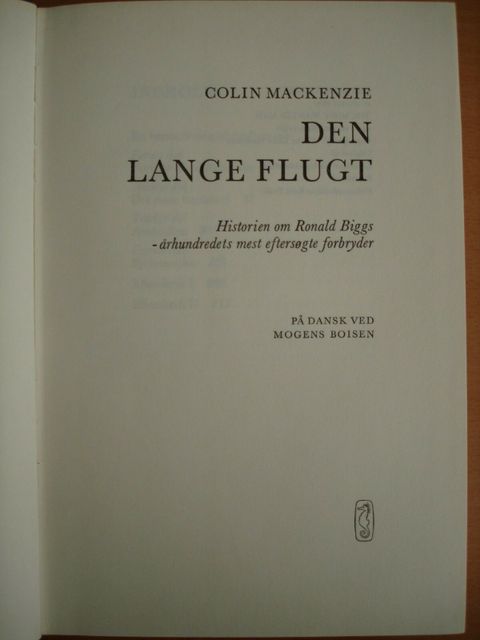 COLIN MACKENZIE
DEN
LANGE FLUGT
Historien om Ronald Biggs
- århundredets mest eftersøgte forbryder
PÅ DANSK VED
MOGENS BOISEN